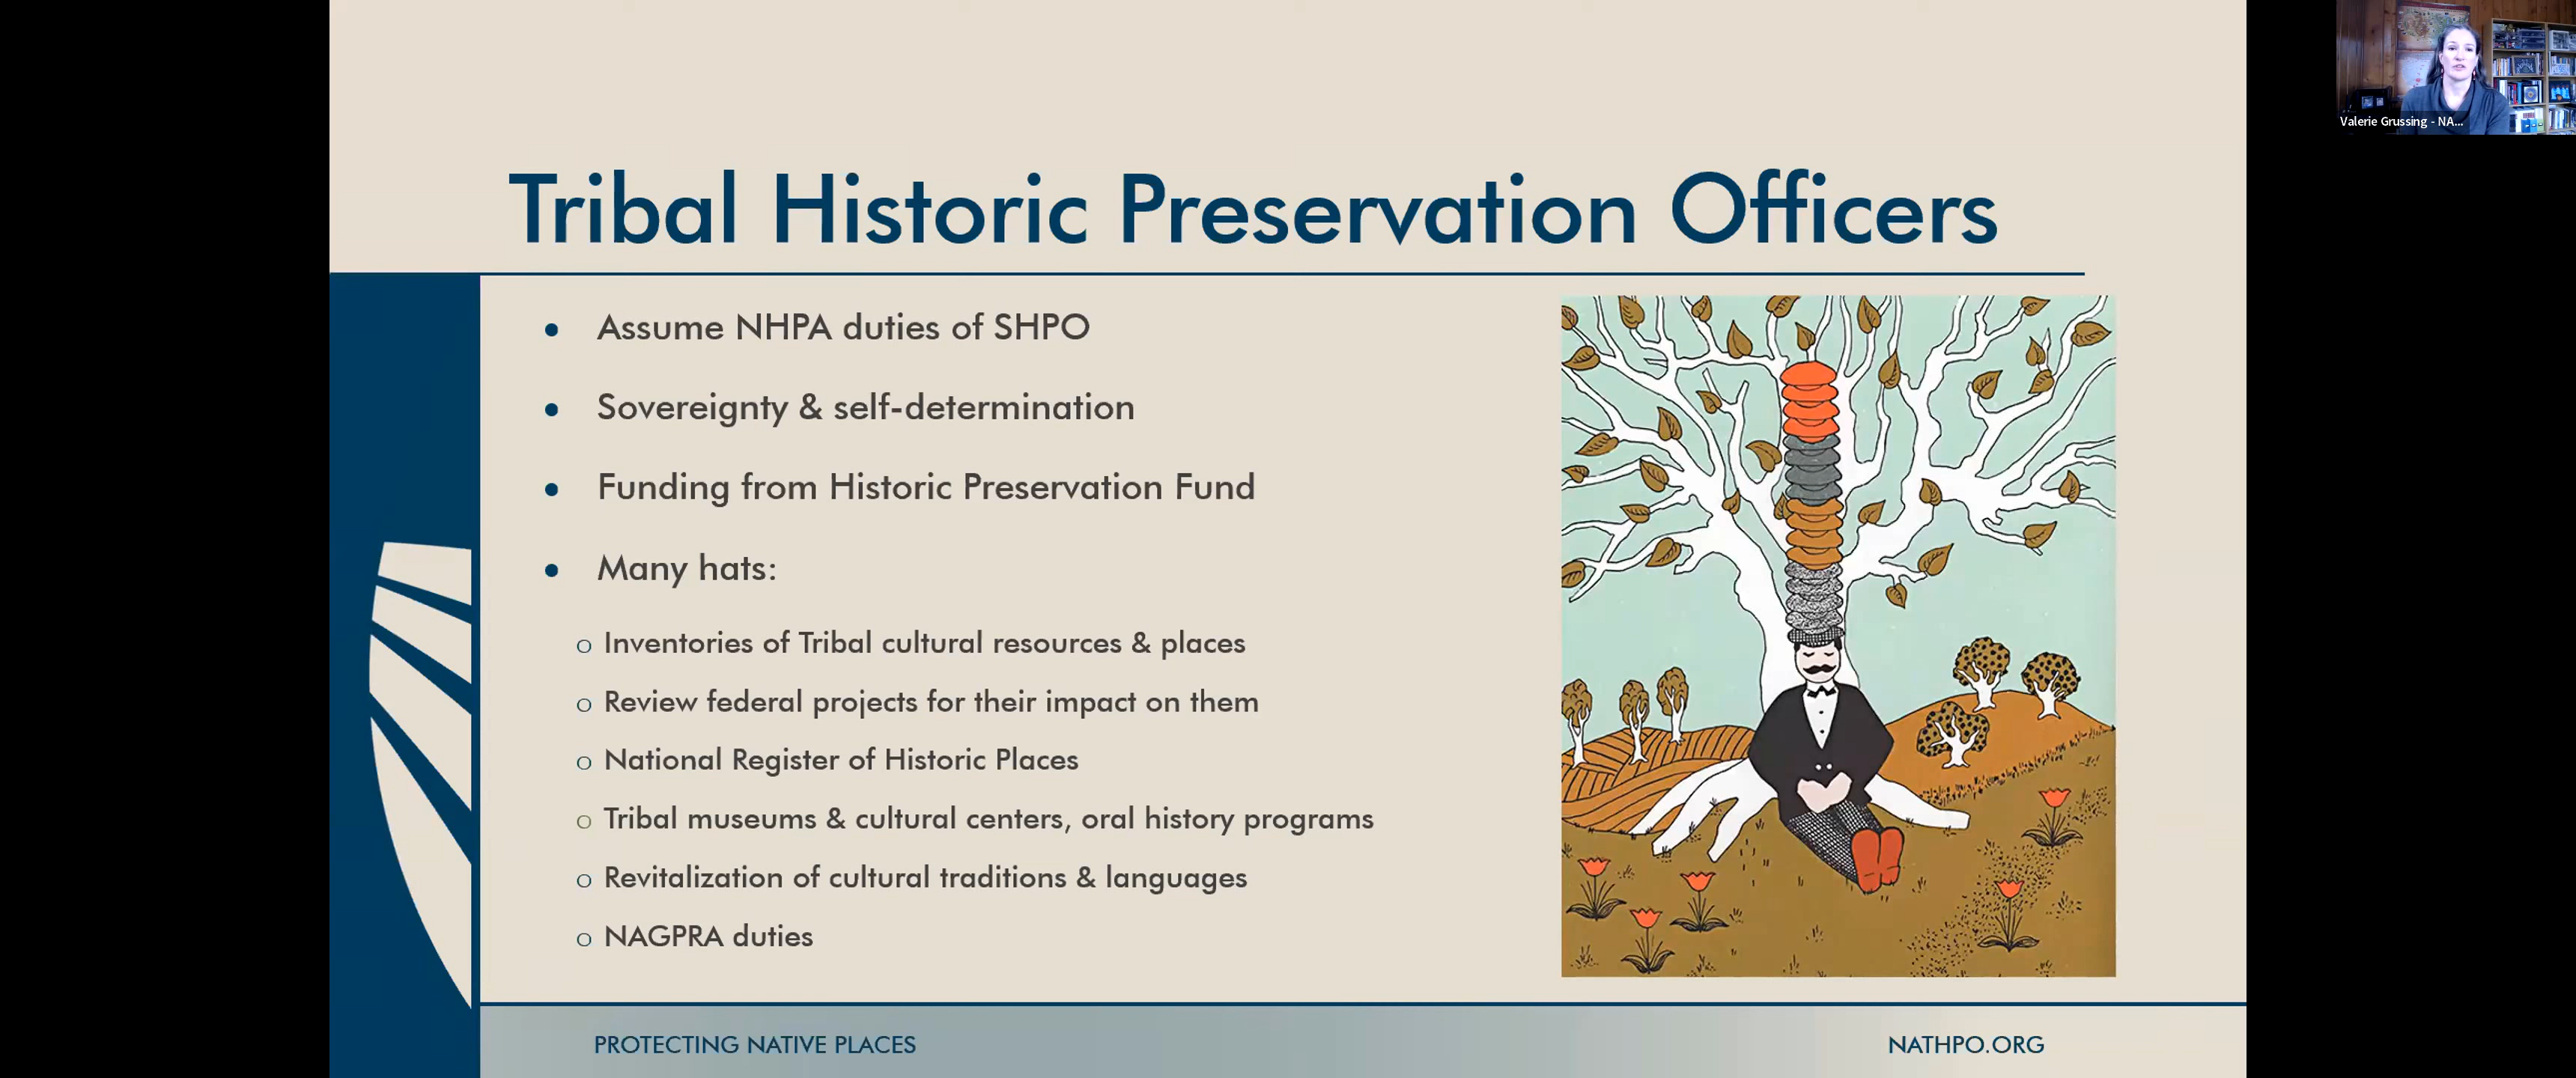 Valerie Grussing - NA...
Tribal Historic Preservation Officers
• Assume NHPA duties of SHPO
• Sovereignty & self-determination
• Funding from Historic Preservation Fund
• Many hats:
o Inventories of Tribal cultural resources & places
o Review federal projects for their impact on them
o National Register of Historic Places
o Tribal museums & cultural centers, oral history programs
o Revitalization of cultural traditions & languages
o NAGPRA duties
PROTECTING NATIVE PLACES
NATHPO.ORG